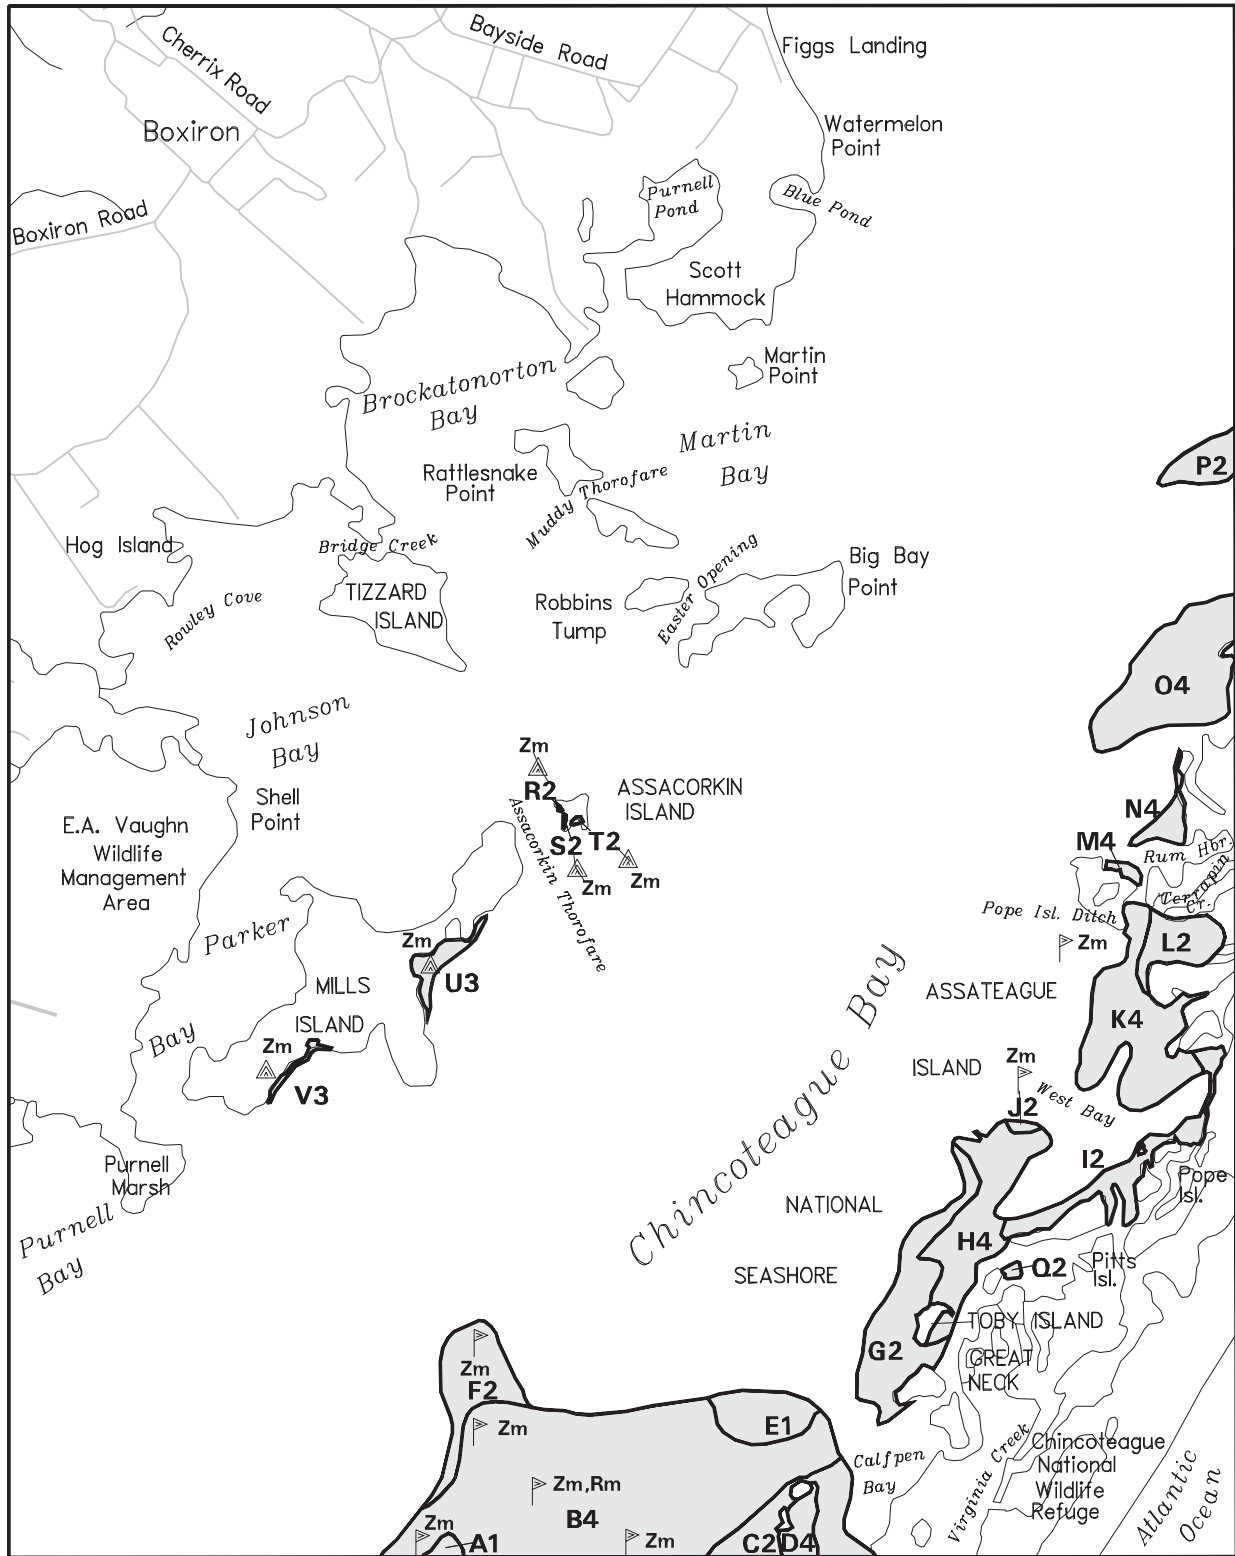 Cherrix Road
Bayside Road
Figgs Landing
Boxiron
Watermelon
Point
Purnell
Pond
Blue Pond
Boxiron Road
Scott
Hammock
Martin
Point
Brockatonorton
Bay
Martin
Bay
P2
Rattlesnake
Point
Muddy Thorofare
Hog Island
Bridge Creek
Big Bay
Point
Easter Opening
TIZZARD
ISLAND
Rowley Cove
Robbins
Tump
O4
Johnson
Bay
Zm
R2
ASSACORKIN
ISLAND
Shell
Point
N4
E.A. Vaughn
Wildlife
Management
Area
S2
T2
M4
Rum Hbr.
Zm
Zm
Terrapin
Cr.
Assacorkin Thorofare
Pope Isl. Ditch
Parker
Bay
Zm
Zm
L2
U3
MILLS
ISLAND
ASSATEAGUE
K4
Chincoteague Bay
Zm
V3
ISLAND
Zm
J2
West Bay
Purnell
Marsh
I2
Pope
Isl.
NATIONAL
Purnell
Bay
H4
Q2
Pitts
Isl.
SEASHORE
TOBY ISLAND
G2
GREAT
NECK
Zm
F2
Zm
E1
Calfpen
Bay
Virginia Creek
Chincoteague
National
Wildlife
Refuge
Atlantic
Ocean
Zm,Rm
B4
Zm
A1
Zm
C2
D4